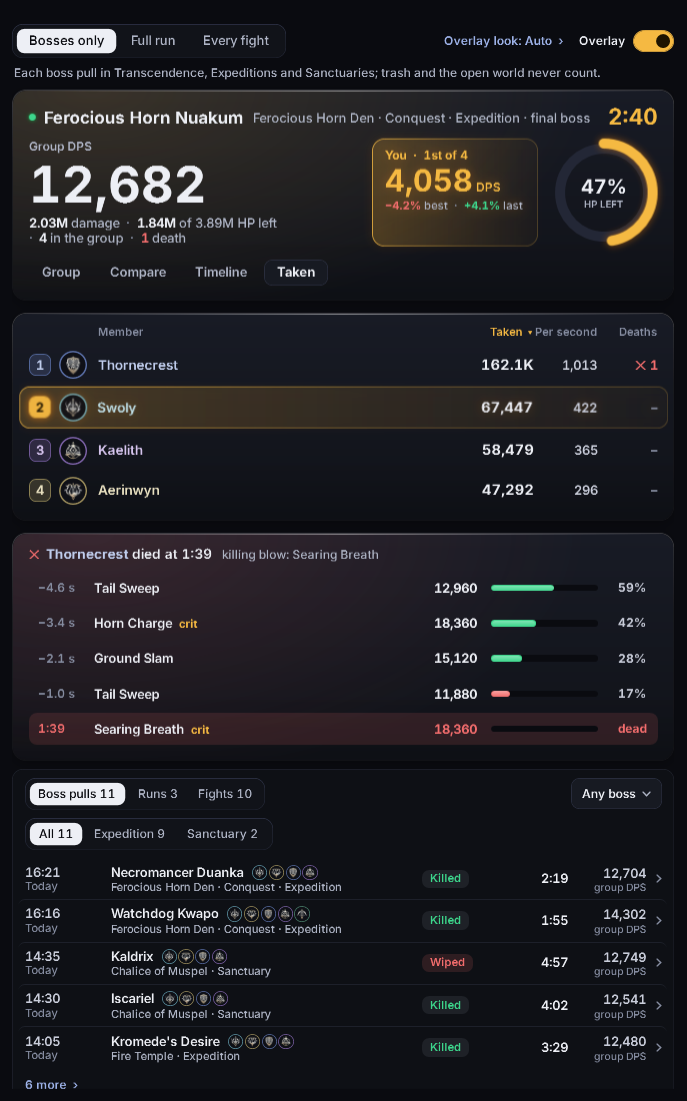 Bosses only Full run Every fight Overlay look: Auto › Overlay
Each boss pull in Transcendence, Expeditions and Sanctuaries; trash and the open world never count.
Ferocious Horn Nuakum Ferocious Horn Den · Conquest · Expedition · final boss 2:40
Group DPS
12,682
2.03M damage · 1.84M of 3.89M HP left
· 4 in the group · 1 death
You · 1st of 4
4,058 DPS
−4.2% best · +4.1% last
47%
HP LEFT
Group Compare Timeline Taken
Member Taken ▾ Per second Deaths
1 Thornecrest 162.1K 1,013 ✕ 1
2 Swoly 67,447 422 –
3 Kaelith 58,479 365 –
4 Aerinwyn 47,292 296 –
✕ Thornecrest died at 1:39 killing blow: Searing Breath
−4.6 s Tail Sweep 12,960 59%
−3.4 s Horn Charge crit 18,360 42%
−2.1 s Ground Slam 15,120 28%
−1.0 s Tail Sweep 11,880 17%
1:39 Searing Breath crit 18,360 dead
Boss pulls 11 Runs 3 Fights 10 Any boss
All 11 Expedition 9 Sanctuary 2
16:21 Necromancer Duanka Killed 2:19 12,704 ›
Today Ferocious Horn Den · Conquest · Expedition group DPS
16:16 Watchdog Kwapo Killed 1:55 14,302 ›
Today Ferocious Horn Den · Conquest · Expedition group DPS
14:35 Kaldrix Wiped 4:57 12,749 ›
Today Chalice of Muspel · Sanctuary group DPS
14:30 Iscariel Killed 4:02 12,541 ›
Today Chalice of Muspel · Sanctuary group DPS
14:05 Kromede's Desire Killed 3:29 12,480 ›
Today Fire Temple · Expedition group DPS
6 more ›